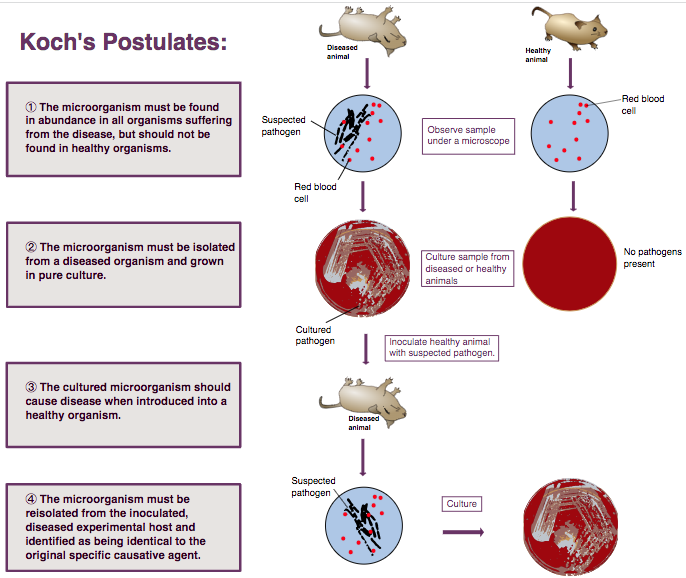 Koch's Postulates:
Diseased
animal
Healthy
animal
① The microorganism must be found
in abundance in all organisms suffering
from the disease, but should not be
found in healthy organisms.
Suspected
pathogen
Red blood
cell
Observe sample
under a microscope
Red blood
cell
② The microorganism must be isolated
from a diseased organism and grown
in pure culture.
Cultured
pathogen
Culture sample from
diseased or healthy
animals
No pathogens
present
Inoculate healthy animal
with suspected pathogen.
③ The cultured microorganism should
cause disease when introduced into a
healthy organism.
Diseased
animal
④ The microorganism must be
reisolated from the inoculated,
diseased experimental host and
identified as being identical to the
original specific causative agent.
Suspected
pathogen
Culture